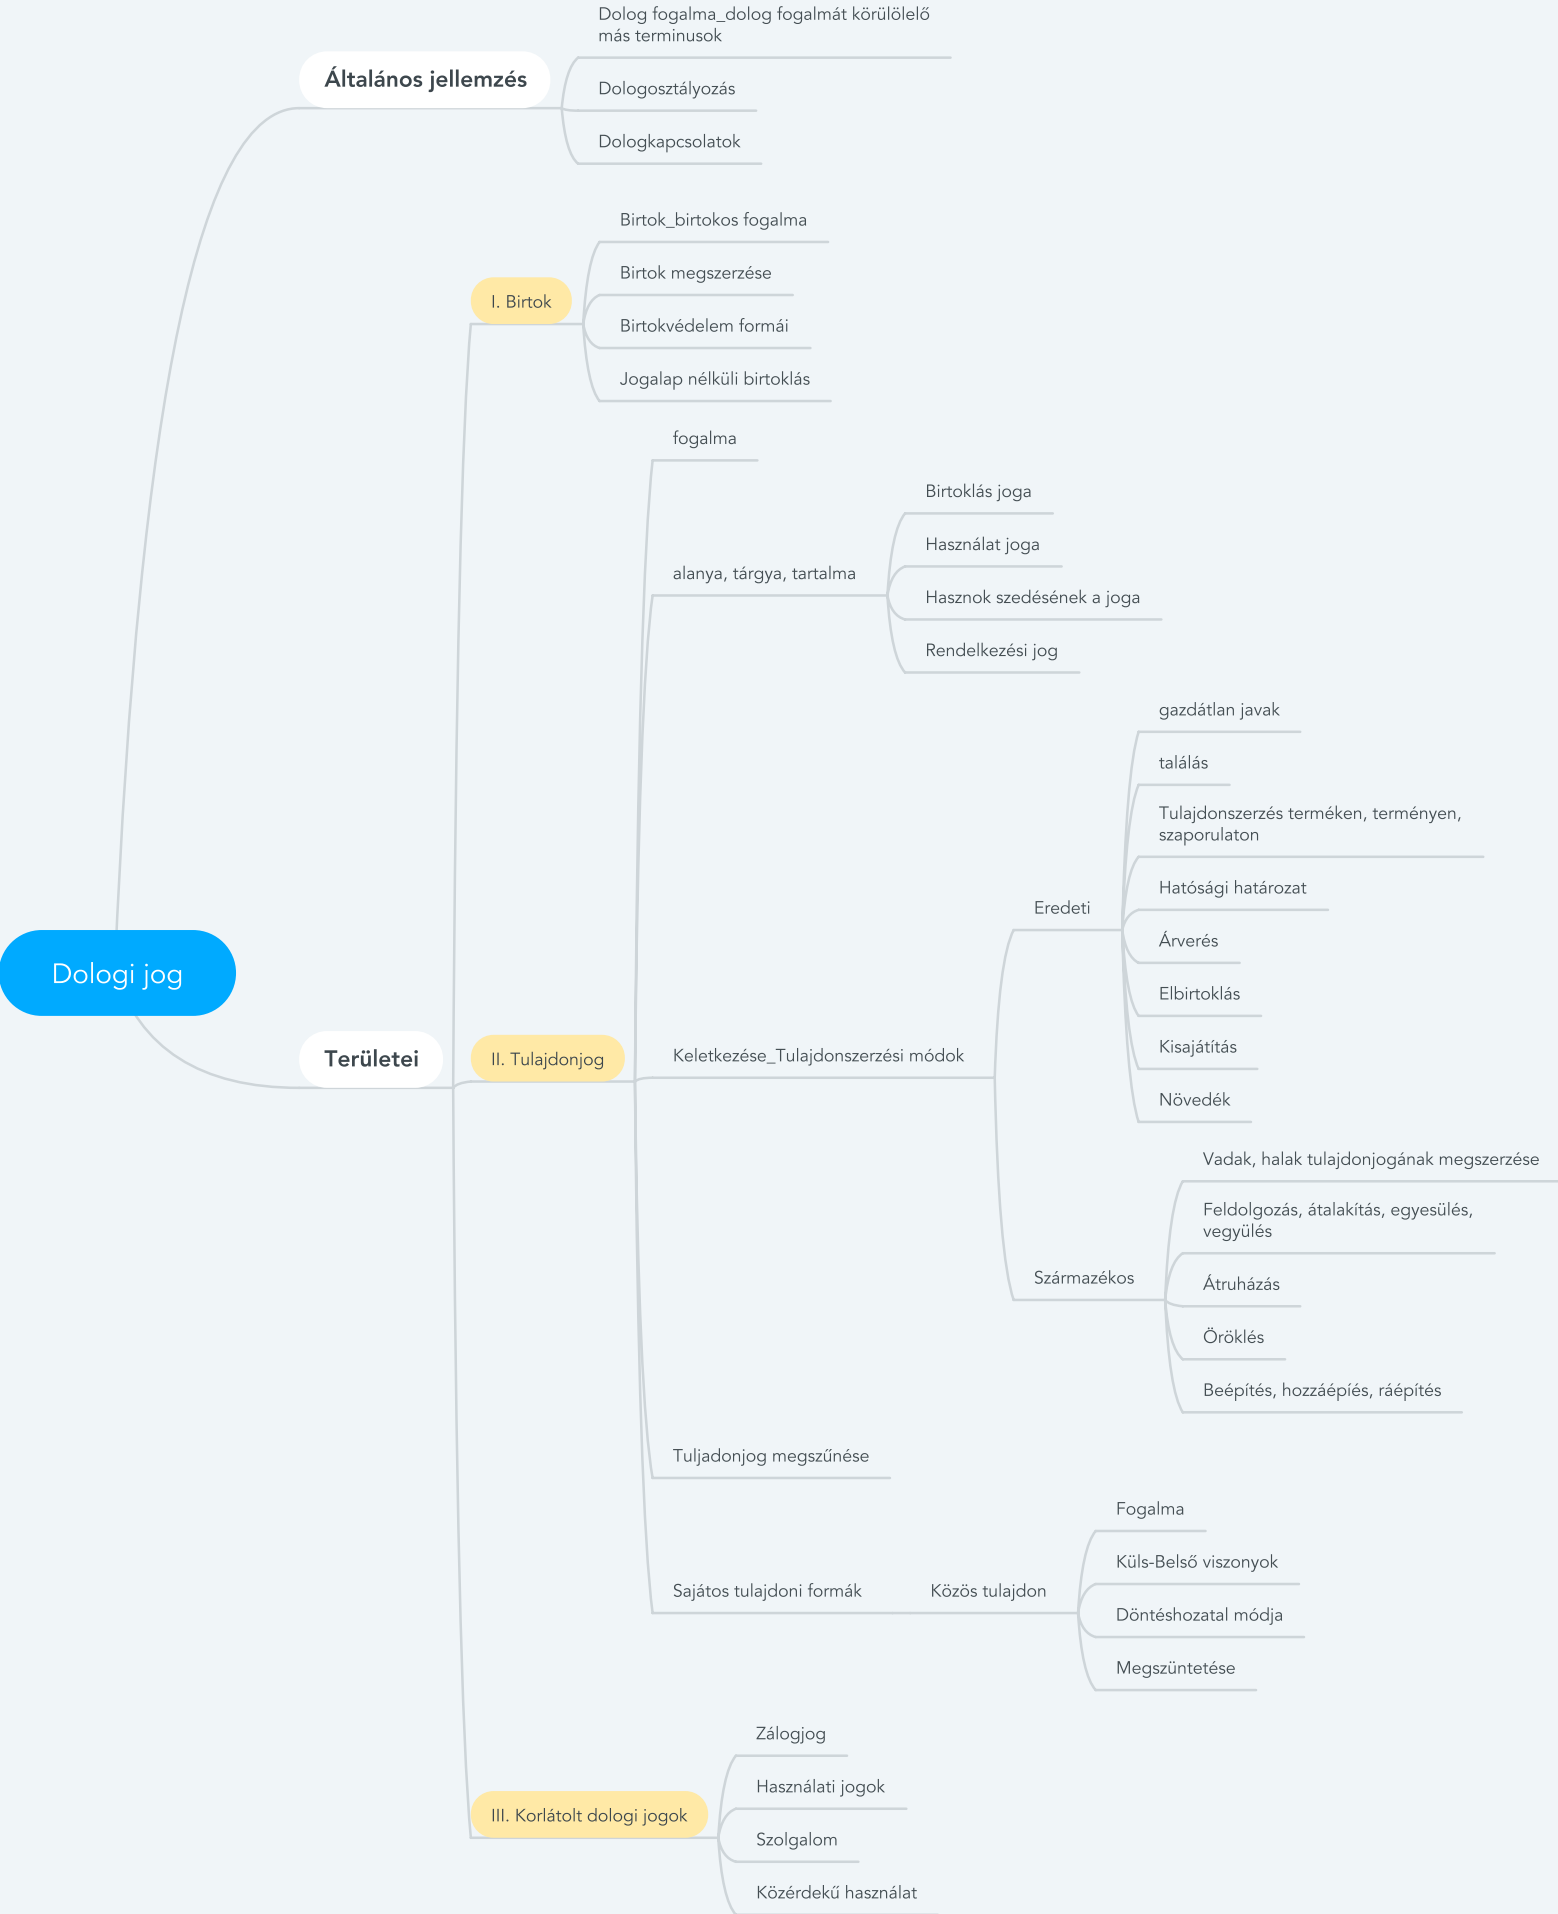 Dologi jog
Általános jellemzés
Dolog fogalma_dolog fogalmát körülölelő
más terminusok
Dologosztályozás
Dologkapcsolatok
Területei
I. Birtok
Birtok_birtokos fogalma
Birtok megszerzése
Birtokvédelem formái
Jogalap nélküli birtoklás
II. Tulajdonjog
fogalma
alanya, tárgya, tartalma
Birtoklás joga
Használat joga
Hasznok szedésének a joga
Rendelkezési jog
Keletkezése_Tulajdonszerzési módok
Eredeti
gazdátlan javak
találás
Tulajdonszerzés terméken, terményen,
szaporulaton
Hatósági határozat
Árverés
Elbirtoklás
Kisajátítás
Növedék
Származékos
Vadak, halak tulajdonjogának megszerzése
Feldolgozás, átalakítás, egyesülés,
vegyülés
Átruházás
Öröklés
Beépítés, hozzáépíés, ráépítés
Tuljadonjog megszűnése
Sajátos tulajdoni formák
Közös tulajdon
Fogalma
Küls-Belső viszonyok
Döntéshozatal módja
Megszüntetése
III. Korlátolt dologi jogok
Zálogjog
Használati jogok
Szolgalom
Közérdekű használat